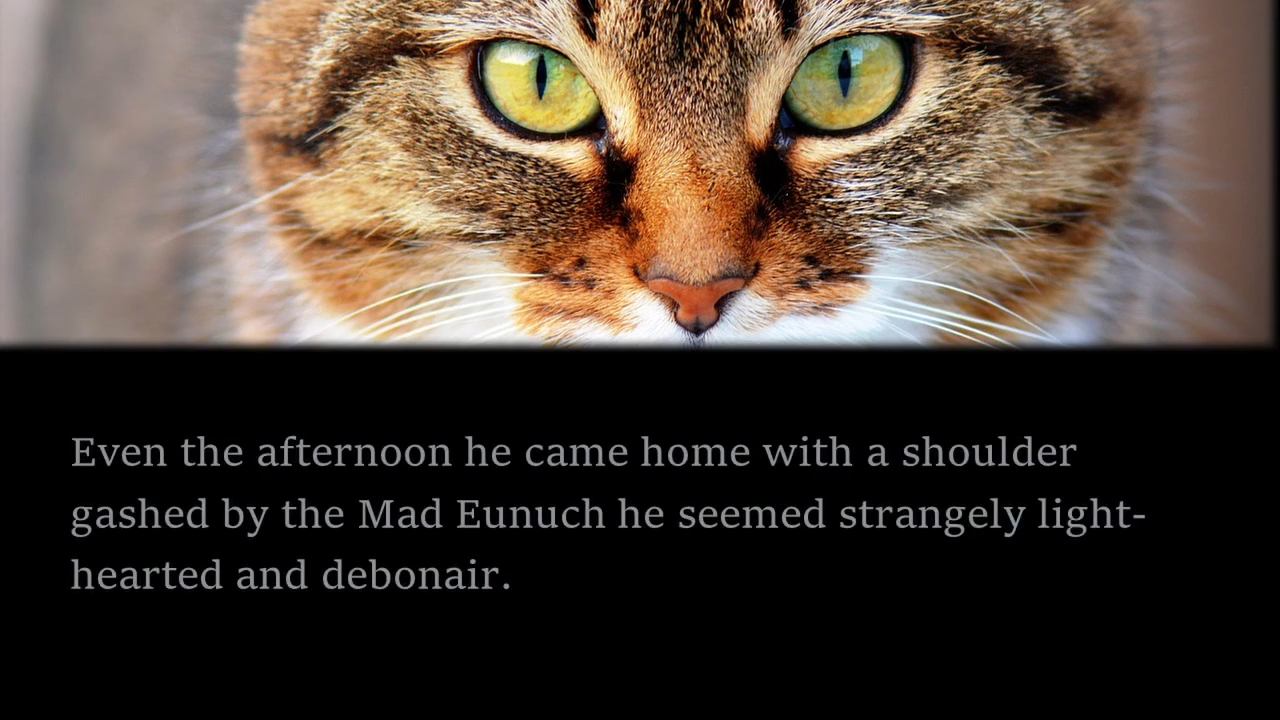 Even the afternoon he came home with a shoulder
gashed by the Mad Eunuch he seemed strangely light-
hearted and debonair.